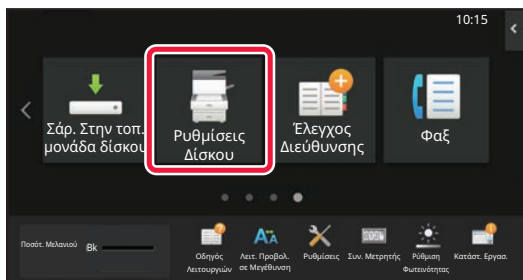 10:15
Σάρ. Στην τοπ.
μονάδα δίσκου
Ρυθμίσεις
Δίσκου
Έλεγχος
Διεύθυνσης
Φαξ
Ποσότ. Μελανιού
Bk
Οδηγός
Λειτουργιών
Λειτ. Προβολ.
σε Μεγέθυνση
Ρυθμίσεις
Συν. Μετρητής
Ρύθμιση
Φωτεινότητας
Κατάστ. Εργασ.